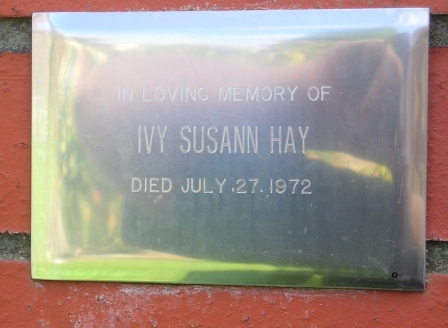 IN LOVING MEMORY OF
IVY SUSANN HAY
DIED JULY 27. 1972